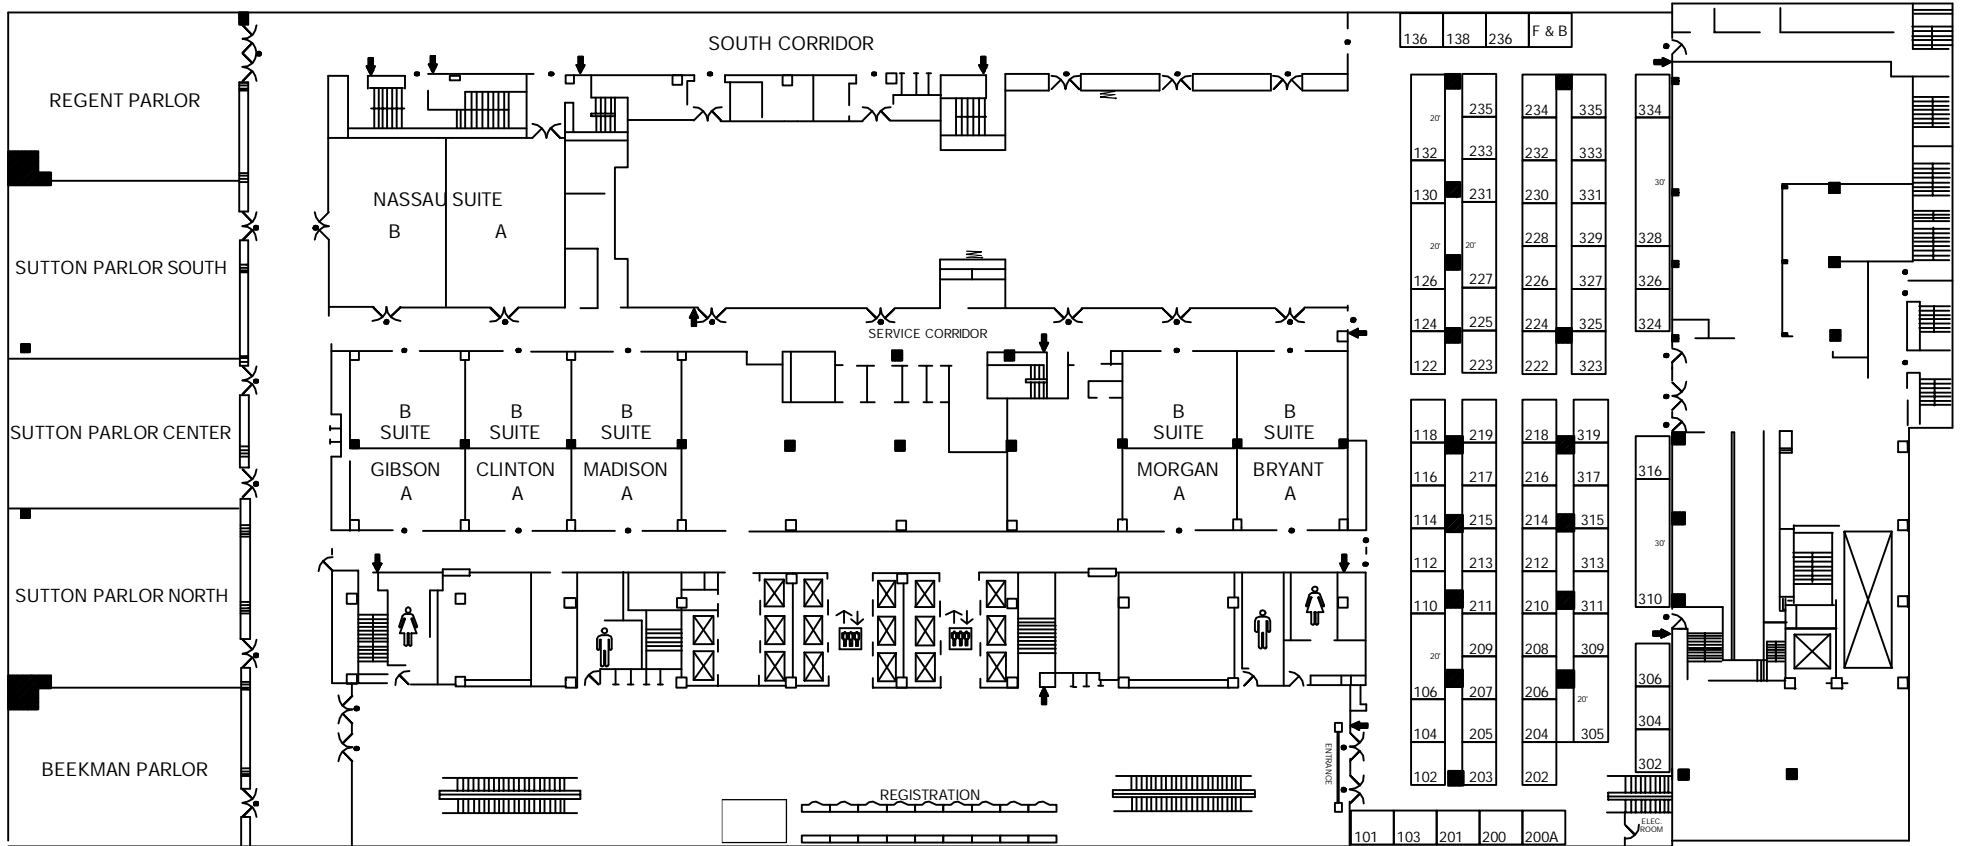 SOUTH CORRIDOR
136 138 236 F & B
REGENT PARLOR
235 234 335 334
20'
132 233 232 333
NASSAU SUITE
B A
130 231 230 331 30'
228 329 328
20' 20'
SUTTON PARLOR SOUTH
126 227 226 327 326
SERVICE CORRIDOR
124 225 224 325 324
122 223 222 323
B B B B B
SUTTON PARLOR CENTER
SUITE SUITE SUITE SUITE SUITE
118 219 218 319
GIBSON CLINTON MADISON MORGAN BRYANT
116 217 216 317 316
A A A A A
114 215 214 315
30'
112 213 212 313
SUTTON PARLOR NORTH
110 211 210 311 310
209 208 309
20'
106 207 206 306
20'
104 205 204 305 304
ENTRANCE
BEEKMAN PARLOR
102 203 202 302
REGISTRATION
ELEC.
ROOM
101 103 201 200 200A